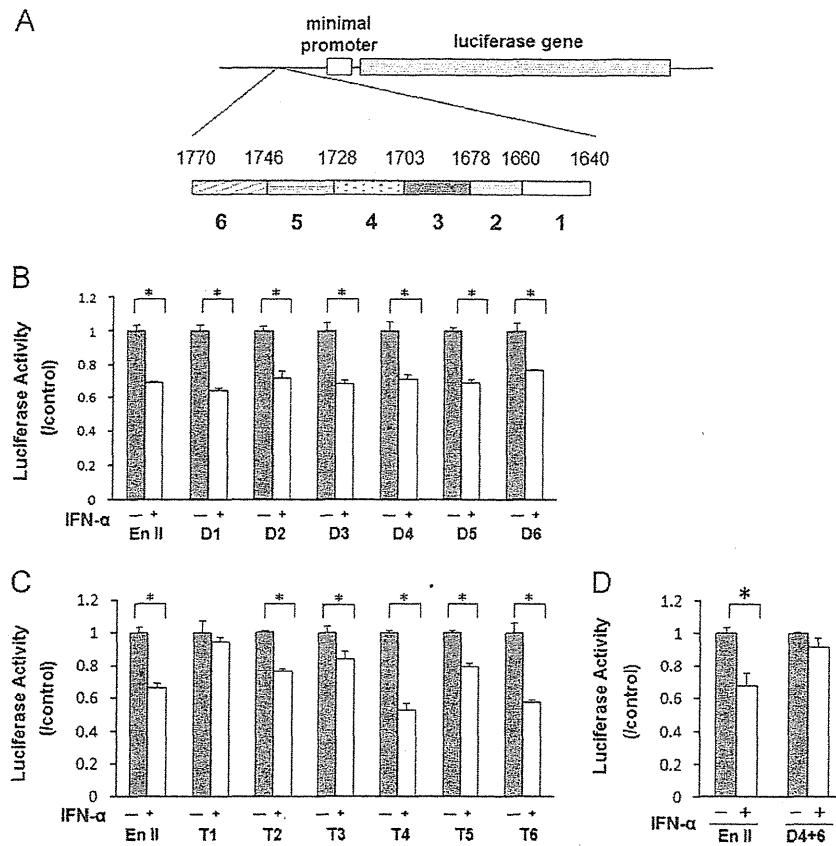 A
minimal
promoter
luciferase gene
1770 1746 1728 1703 1678 1660 1640
6 5 4 3 2 1
B
Luciferase Activity
(/control)
1.2
1
0.8
0.6
0.4
0.2
0
* * * * * * *
IFN-α — + — + — + — + — + — + — +
En II D1 D2 D3 D4 D5 D6
C
Luciferase Activity
(/control)
1.2
1
0.8
0.6
0.4
0.2
0
* * * * * *
IFN-α — + — + — + — + — + — + — +
En II T1 T2 T3 T4 T5 T6
D
Luciferase Activity
(/control)
1.2
1
0.8
0.6
0.4
0.2
0
*
IFN-α — + — +
En II D4+6